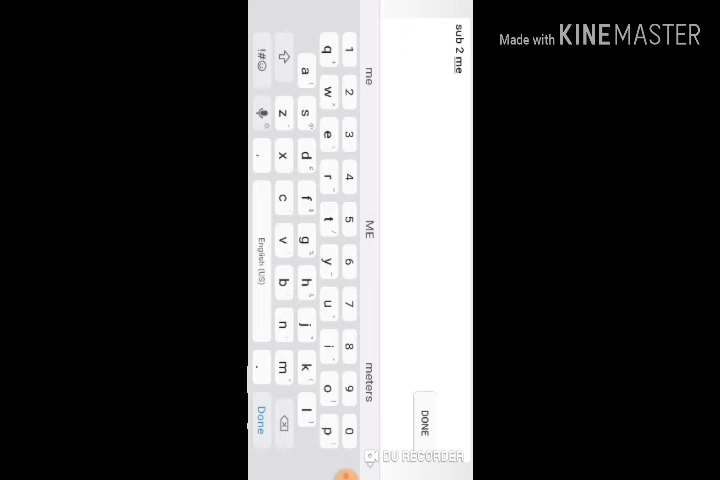 Made with KINEMASTER
sub 2 me
DONE
me ME meters
1 2 3 4 5 6 7 8 9 0
q w e r t y u i o p
a s d f g h j k l
z x c v b n m
!#☺ , English (US) . Done
DU RECORDER